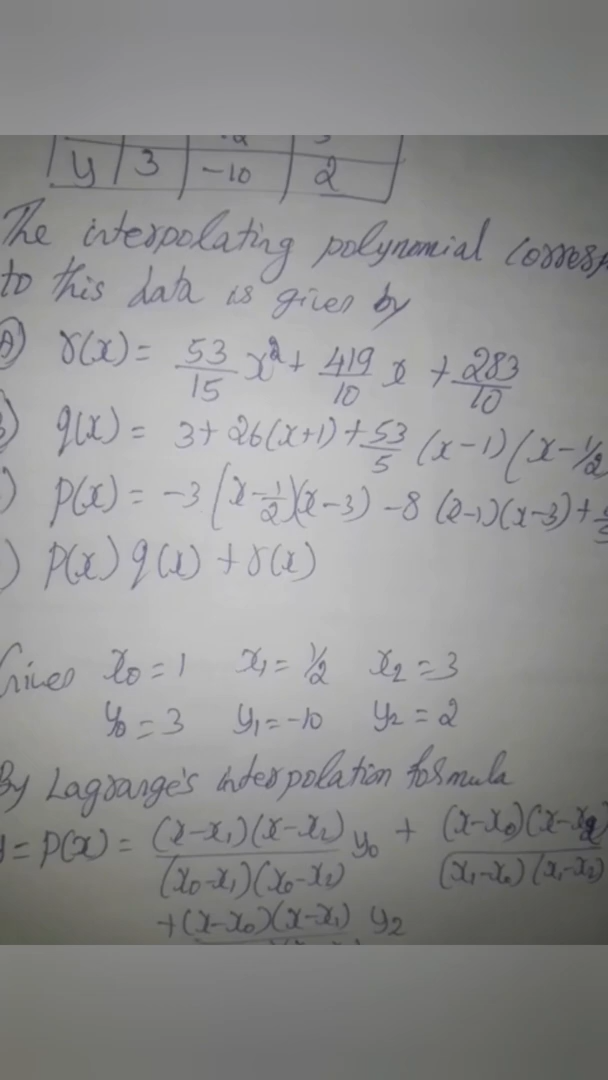 y 3 -10 2
The interpolating polynomial
to this data is given by
A) r(x) = 53/15 x² + 419/10 x + 283/10
q(x) = 3 + 26(x+1) + 53/5 (x-1)(x-1/2
p(x) = -3(x-1/2)(x-3) -8(x-1)(x-3) +
) p(x) q(x) + r(x)
Given x₀ = 1 x₁ = 1/2 x₂ = 3
y₀ = 3 y₁ = -10 y₂ = 2
By Lagrange's interpolation formula
y = p(x) = (x-x₁)(x-x₂)/(x₀-x₁)(x₀-x₂) y₀ + (x-x₀)(x-x₂)/(x₁-x₀)(x₁-x₂)
+(x-x₀)(x-x₁) y₂